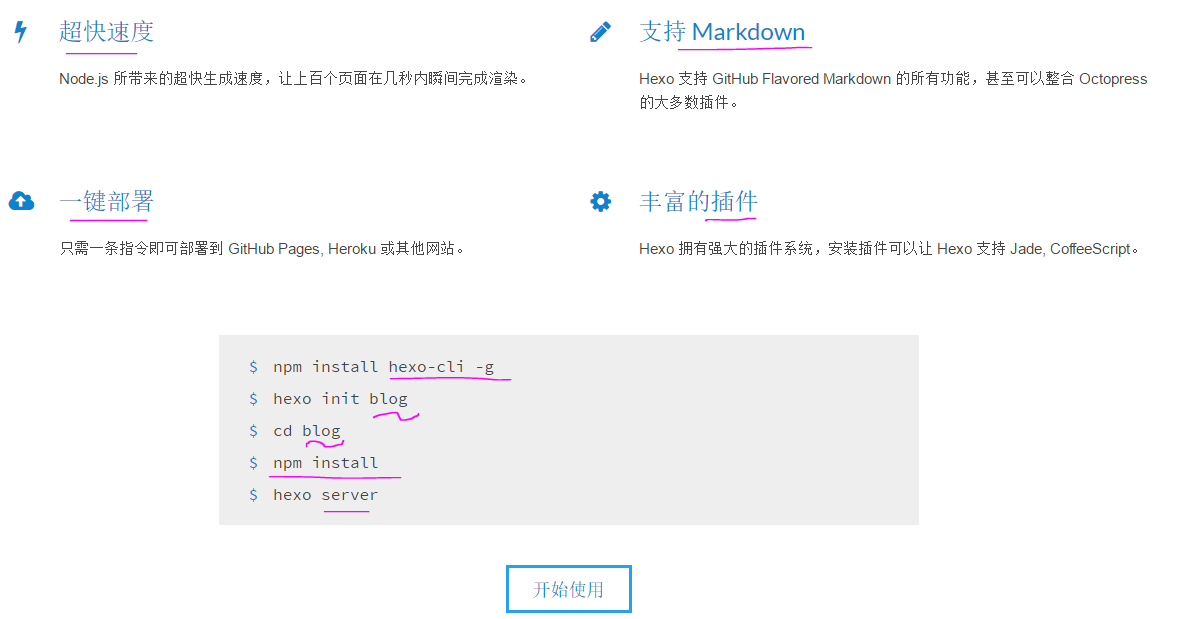 超快速度
Node.js 所带来的超快生成速度，让上百个页面在几秒内瞬间完成渲染。
支持 Markdown
Hexo 支持 GitHub Flavored Markdown 的所有功能，甚至可以整合 Octopress
的大多数插件。
一键部署
只需一条指令即可部署到 GitHub Pages, Heroku 或其他网站。
丰富的插件
Hexo 拥有强大的插件系统，安装插件可以让 Hexo 支持 Jade, CoffeeScript。
$ npm install hexo-cli -g
$ hexo init blog
$ cd blog
$ npm install
$ hexo server
开始使用